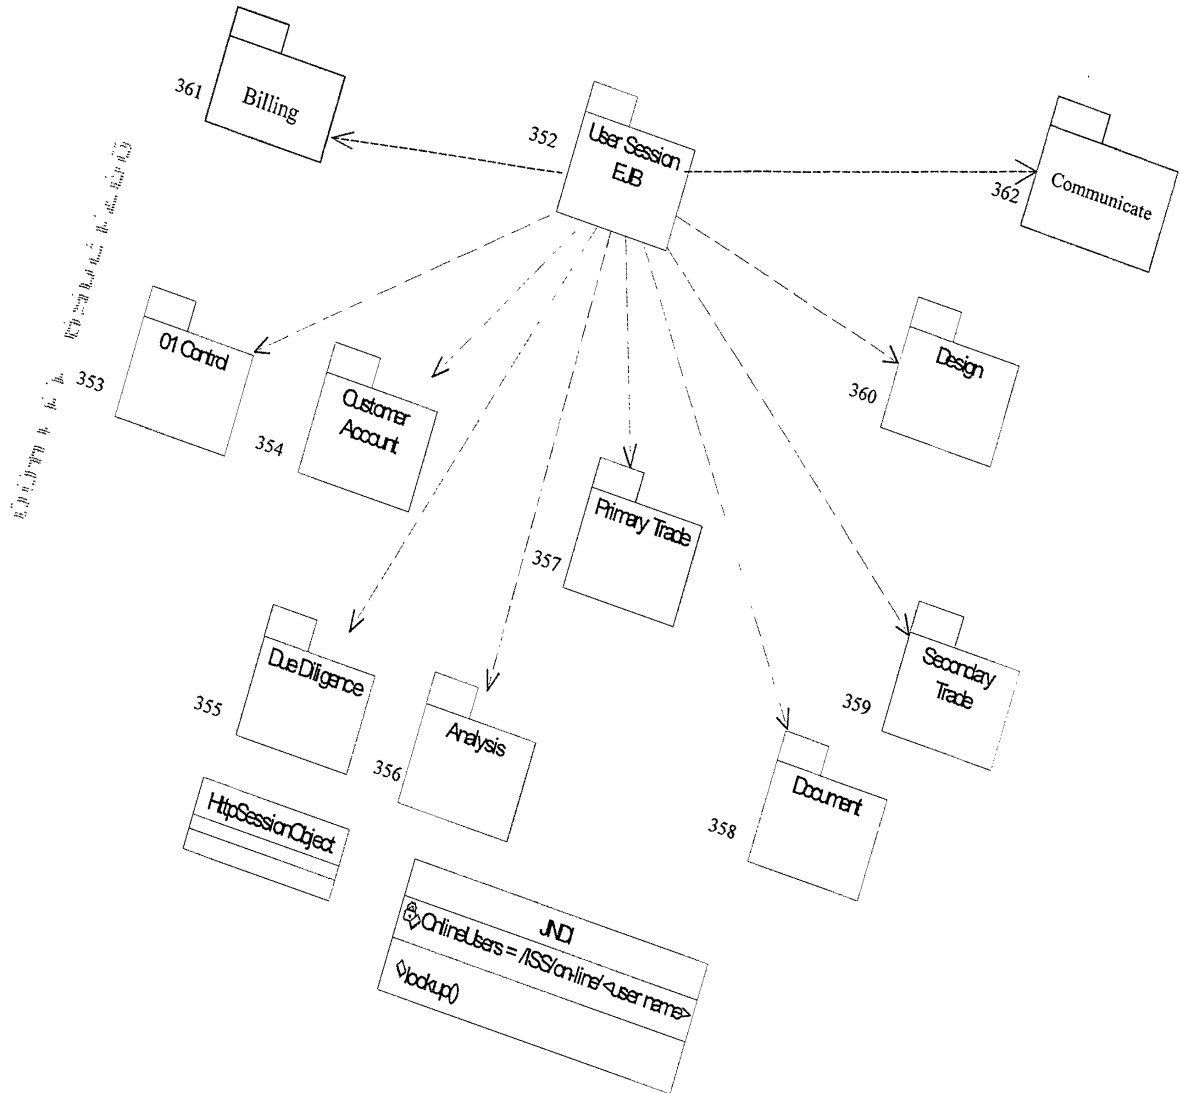 361
Billing
352
User Session
EJB
362
Communicate
353
01 Control
354
Customer
Account
360
Design
357
Primary Trade
355
Due Diligence
356
Analysis
359
Secondary
Trade
358
Document
HttpSessionObject
JNDI
OnlineUsers = /ISS/on-line/<user name>
lookup()